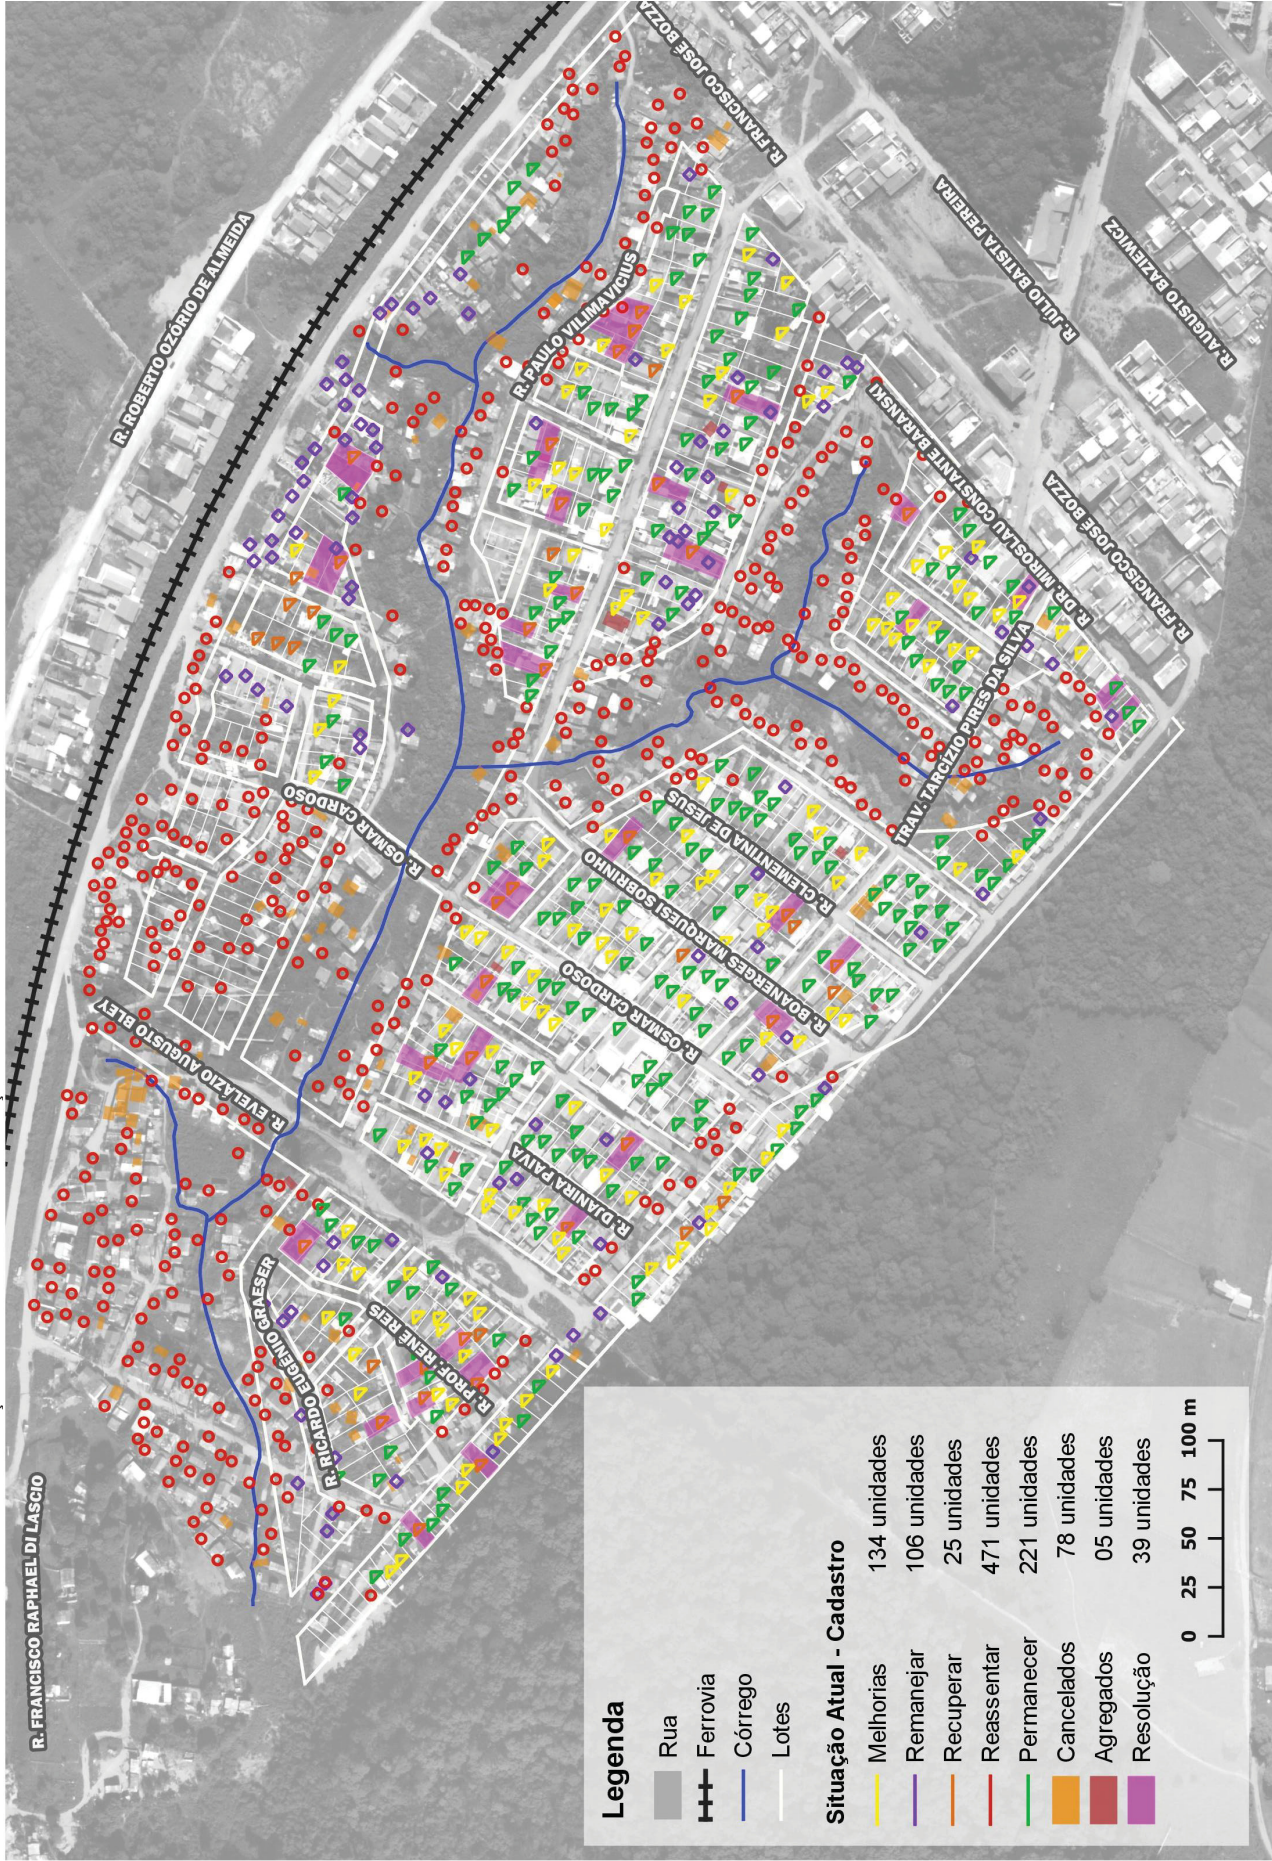 R. FRANCISCO RAPHAEL DI LASCIO
R. ROBERTO OZÓRIO DE ALMEIDA
R. FRANCISCO JOSÉ BOZZA
R. JÚLIO BATISTA PEREIRA
R. AUGUSTO BAZIEWICZ
R. PAULO VILIMAVICIUS
R. DR. MIROSLAU CONSTANTE BARANSKI
R. FRANCISCO JOSÉ BOZZA
TRAV. TARCÍZIO PIRES DA SILVA
R. OSMAR CARDOSO
R. CLEMENTINA DE JESUS
R. BOANERGES MARQUESI SOBRINHO
R. OSMAR CARDOSO
R. EVELÁZIO AUGUSTO BLEY
R. DJANIRA PAIVA
R. RICARDO EUGÊNIO GRAESER
R. PROF. RENÉ REIS
Legenda
Rua
Ferrovia
Córrego
Lotes
Situação Atual - Cadastro
Melhorias 134 unidades
Remanejar 106 unidades
Recuperar 25 unidades
Reassentar 471 unidades
Permanecer 221 unidades
Cancelados 78 unidades
Agregados 05 unidades
Resolução 39 unidades
0 25 50 75 100 m